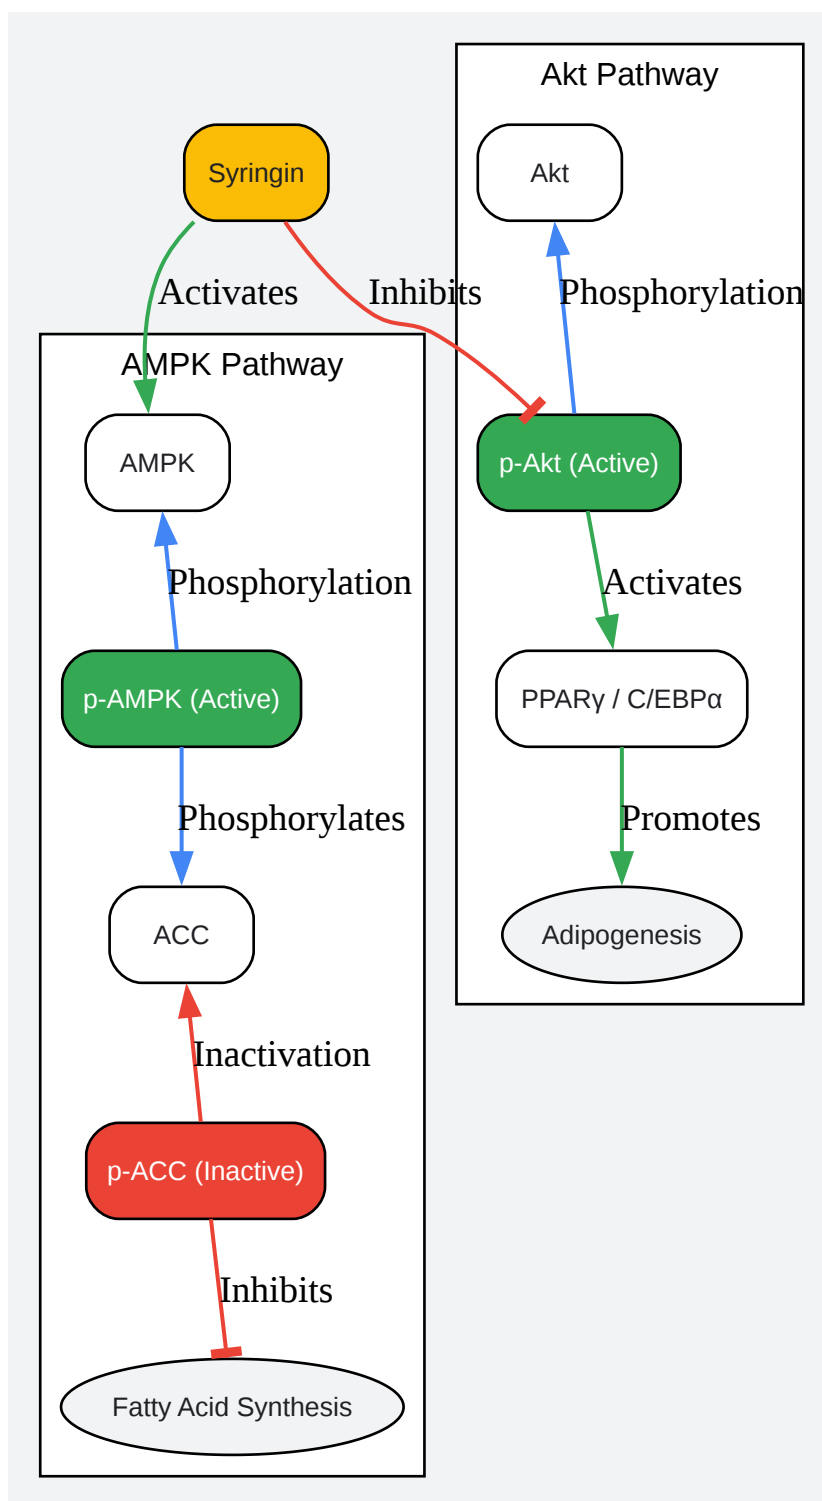 Akt Pathway
Syringin
Akt
Activates
Inhibits
Phosphorylation
AMPK Pathway
AMPK
p-Akt (Active)
Phosphorylation
Activates
p-AMPK (Active)
PPARγ / C/EBPα
Phosphorylates
Promotes
ACC
Adipogenesis
Inactivation
p-ACC (Inactive)
Inhibits
Fatty Acid Synthesis